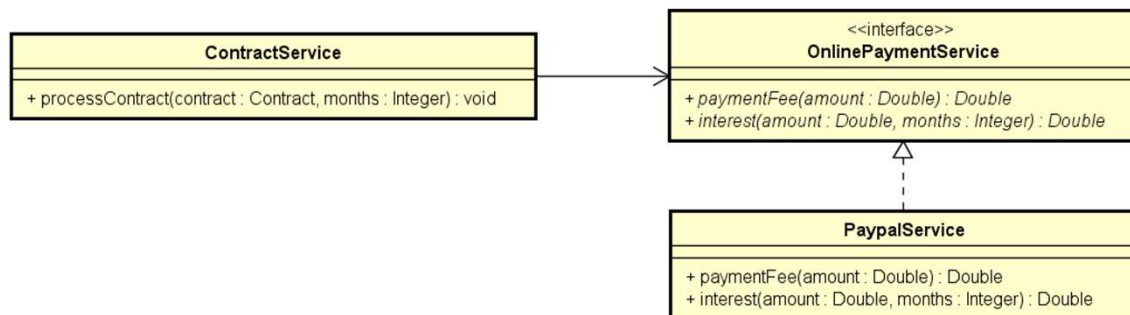 ContractService
+ processContract(contract : Contract, months : Integer) : void
<<interface>>
OnlinePaymentService
+ paymentFee(amount : Double) : Double
+ interest(amount : Double, months : Integer) : Double
PaypalService
+ paymentFee(amount : Double) : Double
+ interest(amount : Double, months : Integer) : Double